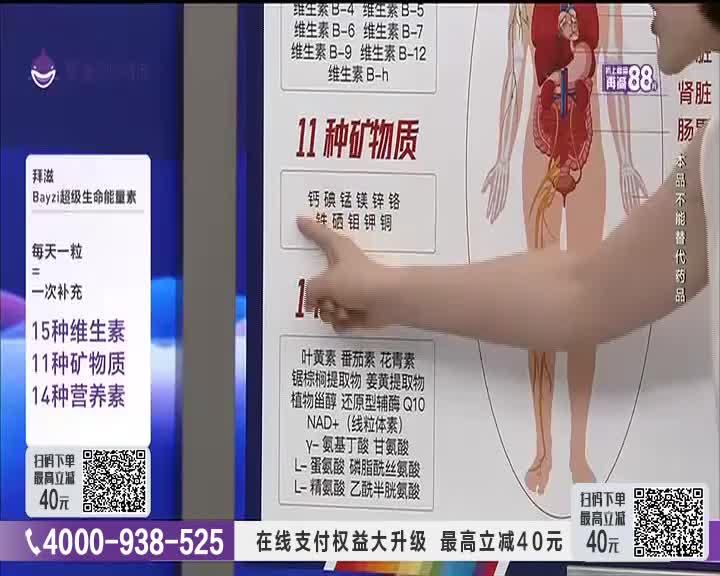 维生素 B-4 维生素 B-5
维生素 B-6 维生素 B-7
维生素 B-9 维生素 B-12
维生素 B-h
11 种矿物质
钙 碘 锰 镁 锌 铬
铁 硒 钼 钾 铜
1
叶黄素 番茄素 花青素
锯棕榈提取物 姜黄提取物
植物甾醇 还原型辅酶 Q10
NAD+（线粒体素）
γ- 氨基丁酸 甘氨酸
L- 蛋氨酸 磷脂酰丝氨酸
L- 精氨酸 乙酰半胱氨酸
再减88元
肾脏
肠胃
本品不能替代药品
拜滋
Bayzi超级生命能量素
每天一粒
=
一次补充
15种维生素
11种矿物质
14种营养素
扫码下单
最高立减
40元
扫码下单
最高立减
40元
4000-938-525
在线支付权益大升级 最高立减40元